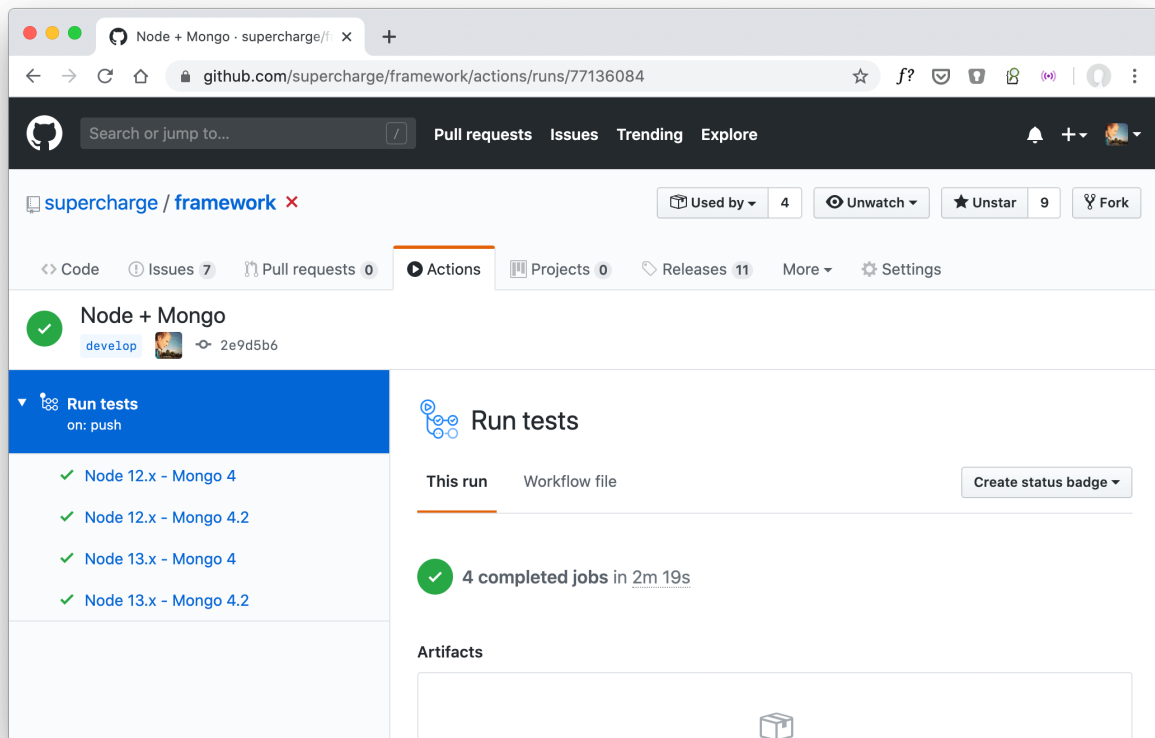 Node + Mongo · supercharge/f
github.com/supercharge/framework/actions/runs/77136084
f?
Search or jump to...
/
Pull requests
Issues
Trending
Explore
supercharge / framework
Used by
4
Unwatch
Unstar
9
Fork
Code
Issues 7
Pull requests 0
Actions
Projects 0
Releases 11
More
Settings
Node + Mongo
develop
2e9d5b6
Run tests
on: push
Node 12.x - Mongo 4
Node 12.x - Mongo 4.2
Node 13.x - Mongo 4
Node 13.x - Mongo 4.2
Run tests
This run
Workflow file
Create status badge
4 completed jobs in 2m 19s
Artifacts